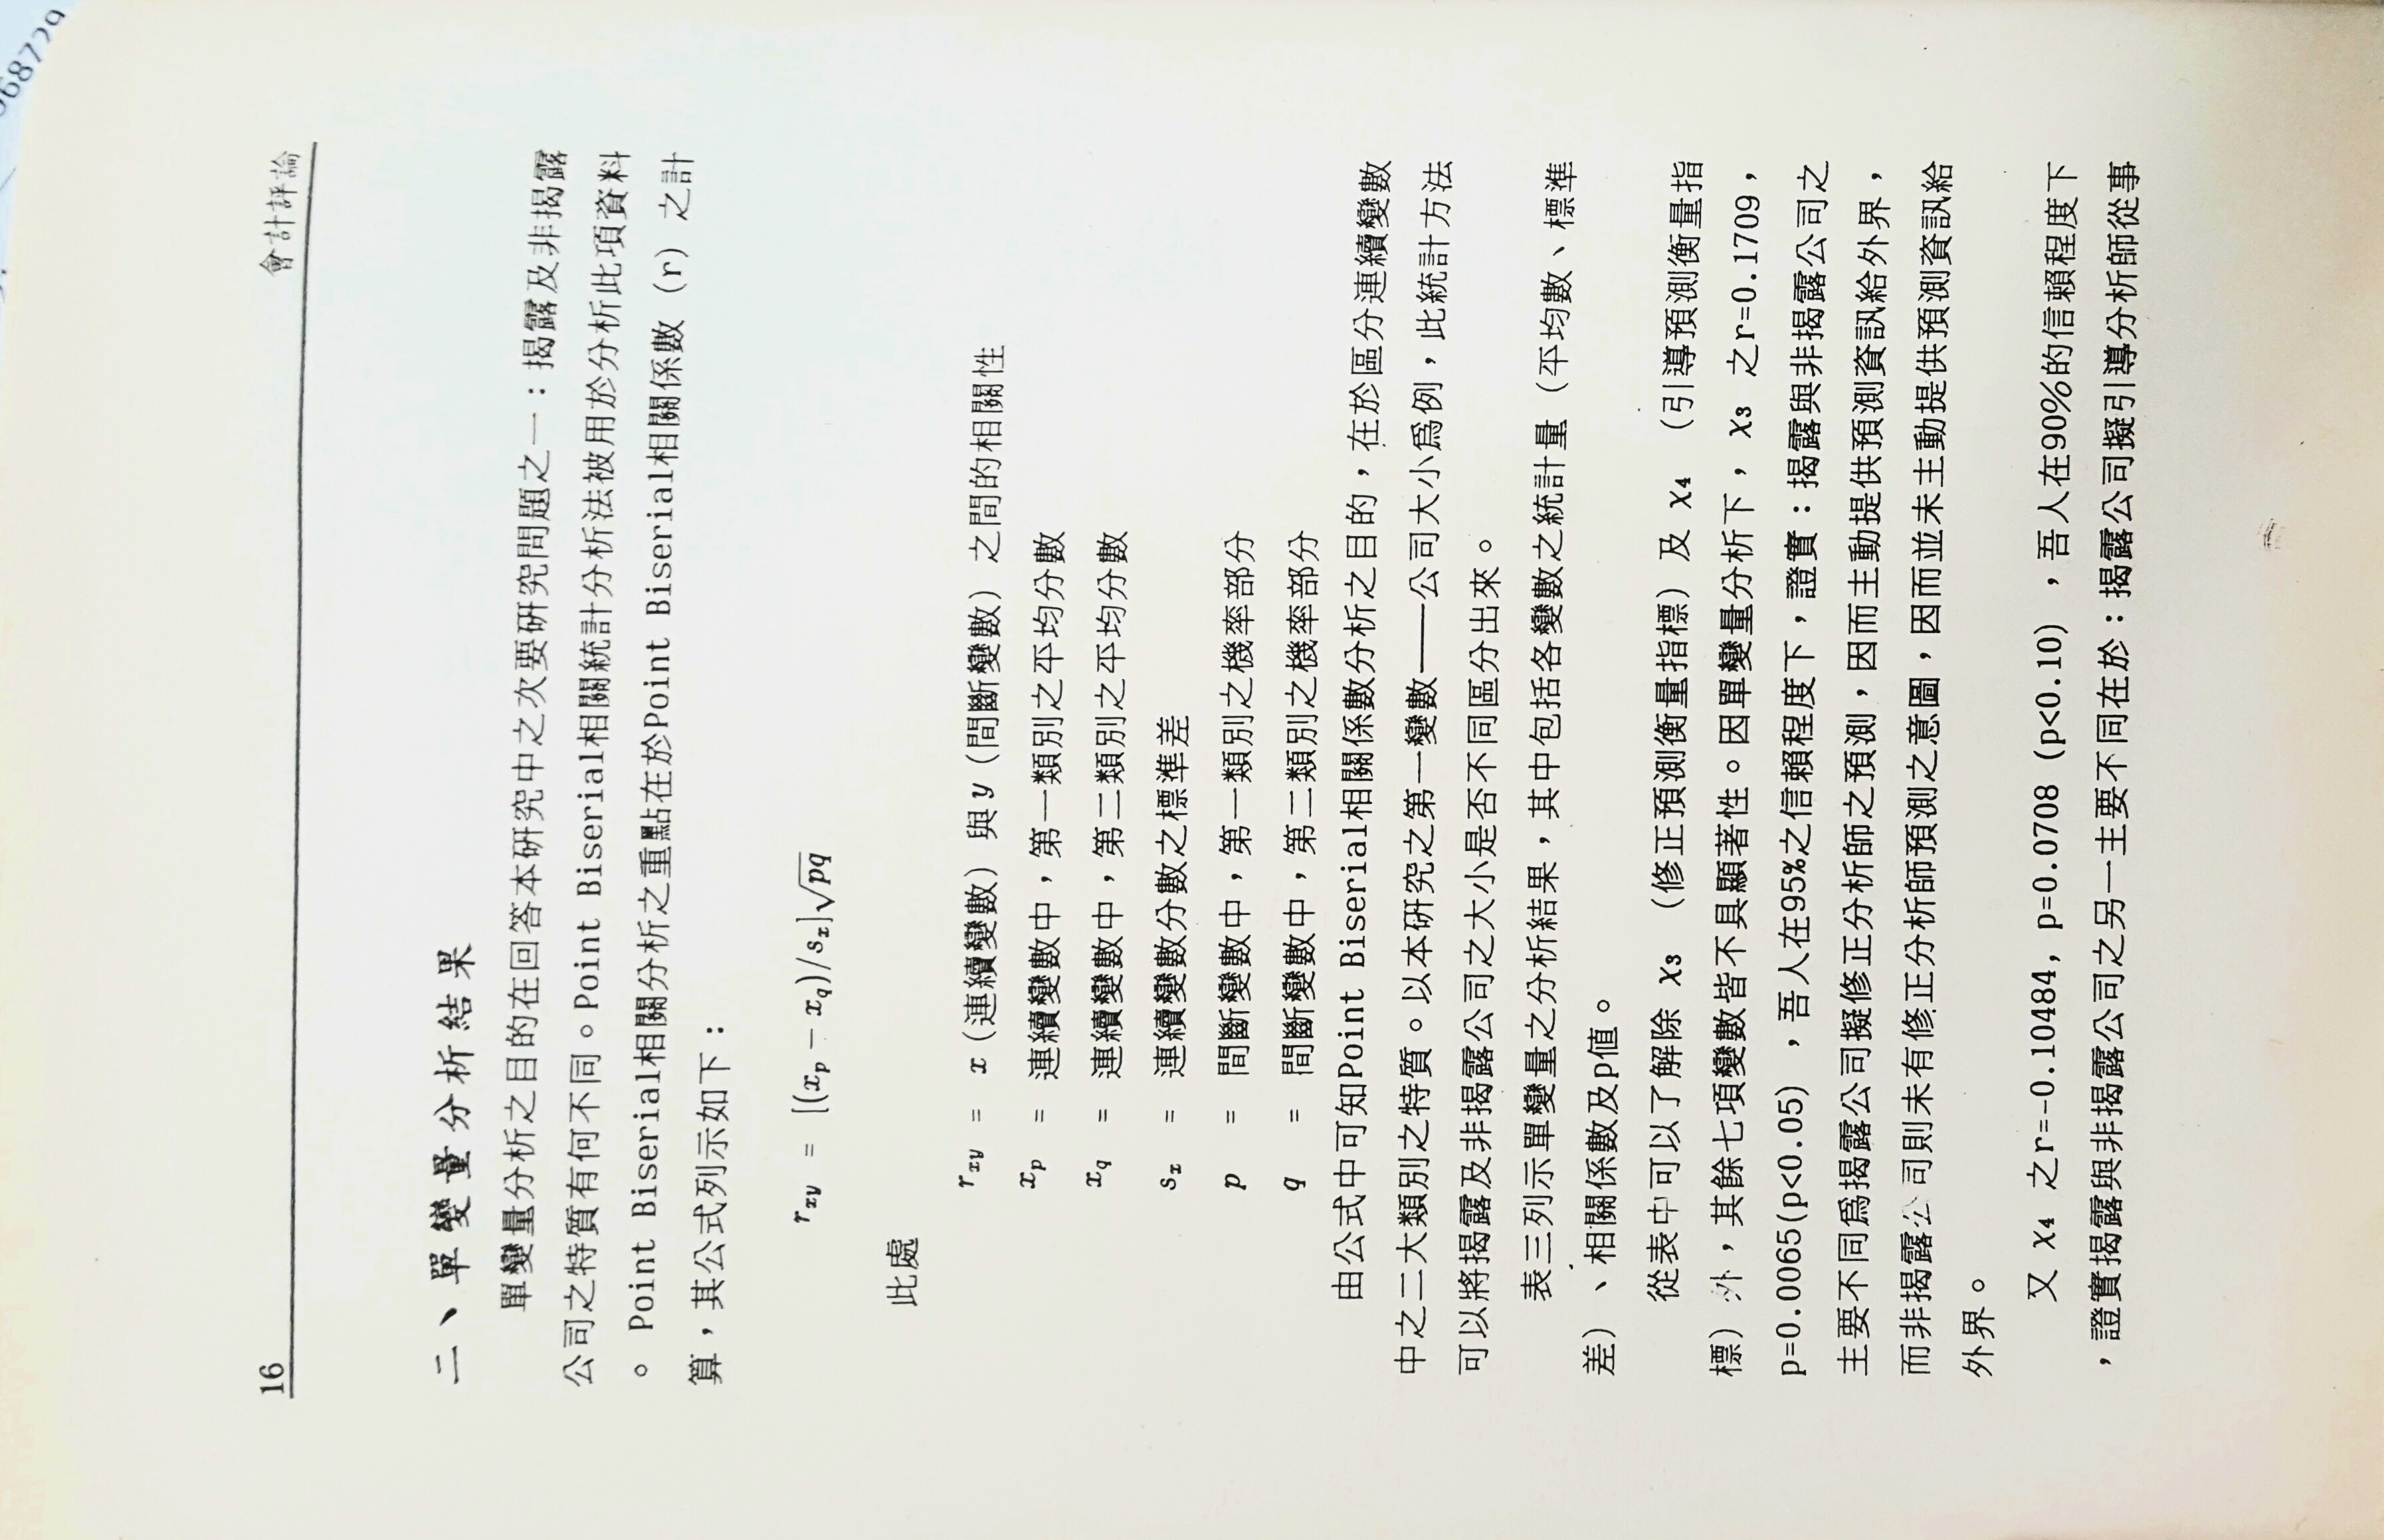 16
會計評論
二、單變量分析結果
單變量分析之目的在回答本研究中之次要研究問題之一：揭露及非揭露
公司之特質有何不同。Point Biserial相關統計分析法被用於分析此項資料
。 Point Biserial相關分析之重點在於Point Biserial相關係數（r）之計
算，其公式列示如下：
r_xy = [(x_p − x_q)/s_x]√pq
此處
r_xy = x（連續變數）與y（間斷變數）之間的相關性
x_p = 連續變數中，第一類別之平均分數
x_q = 連續變數中，第二類別之平均分數
s_x = 連續變數分數之標準差
p = 間斷變數中，第一類別之機率部分
q = 間斷變數中，第二類別之機率部分
由公式中可知Point Biserial相關係數分析之目的，在於區分連續變數
中之二大類別之特質。以本研究之第一變數——公司大小爲例，此統計方法
可以將揭露及非揭露公司之大小是否不同區分出來。
表三列示單變量之分析結果，其中包括各變數之統計量（平均數、標準
差）、相關係數及p值。
從表中可以了解除 χ₃ （修正預測衡量指標）及 χ₄ （引導預測衡量指
標）外，其餘七項變數皆不具顯著性。因單變量分析下， χ₃ 之r=0.1709，
p=0.0065(p<0.05) ，吾人在95%之信賴程度下，證實：揭露與非揭露公司之
主要不同爲揭露公司擬修正分析師之預測，因而主動提供預測資訊給外界，
而非揭露公司則未有修正分析師預測之意圖，因而並未主動提供預測資訊給
外界。
又 χ₄ 之r=-0.10484, p=0.0708 (p<0.10) ，吾人在90%的信賴程度下
，證實揭露與非揭露公司之另一主要不同在於：揭露公司擬引導分析師從事